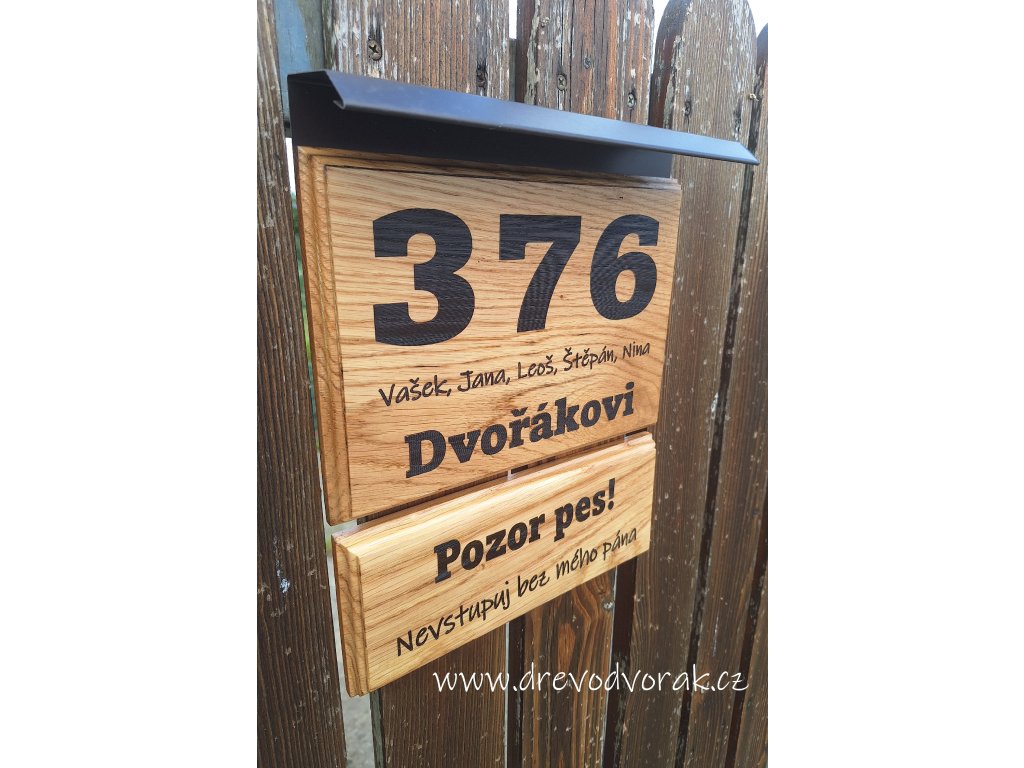 376
Vašek, Jana, Leoš, Štěpán, Nina
Dvořákovi
Pozor pes!
Nevstupuj bez mého pána
www.drevodvorak.cz